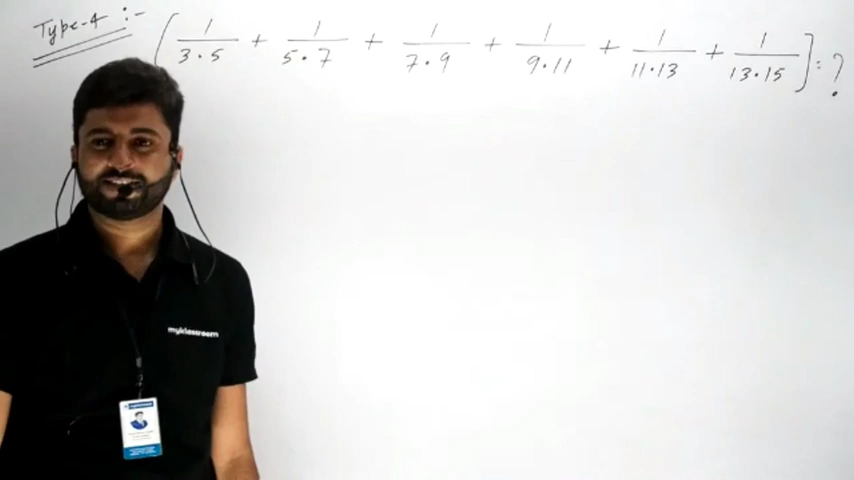 Type-4 :- [ 1/3·5 + 1/5·7 + 1/7·9 + 1/9·11 + 1/11·13 + 1/13·15 ] = ?
myklassroom